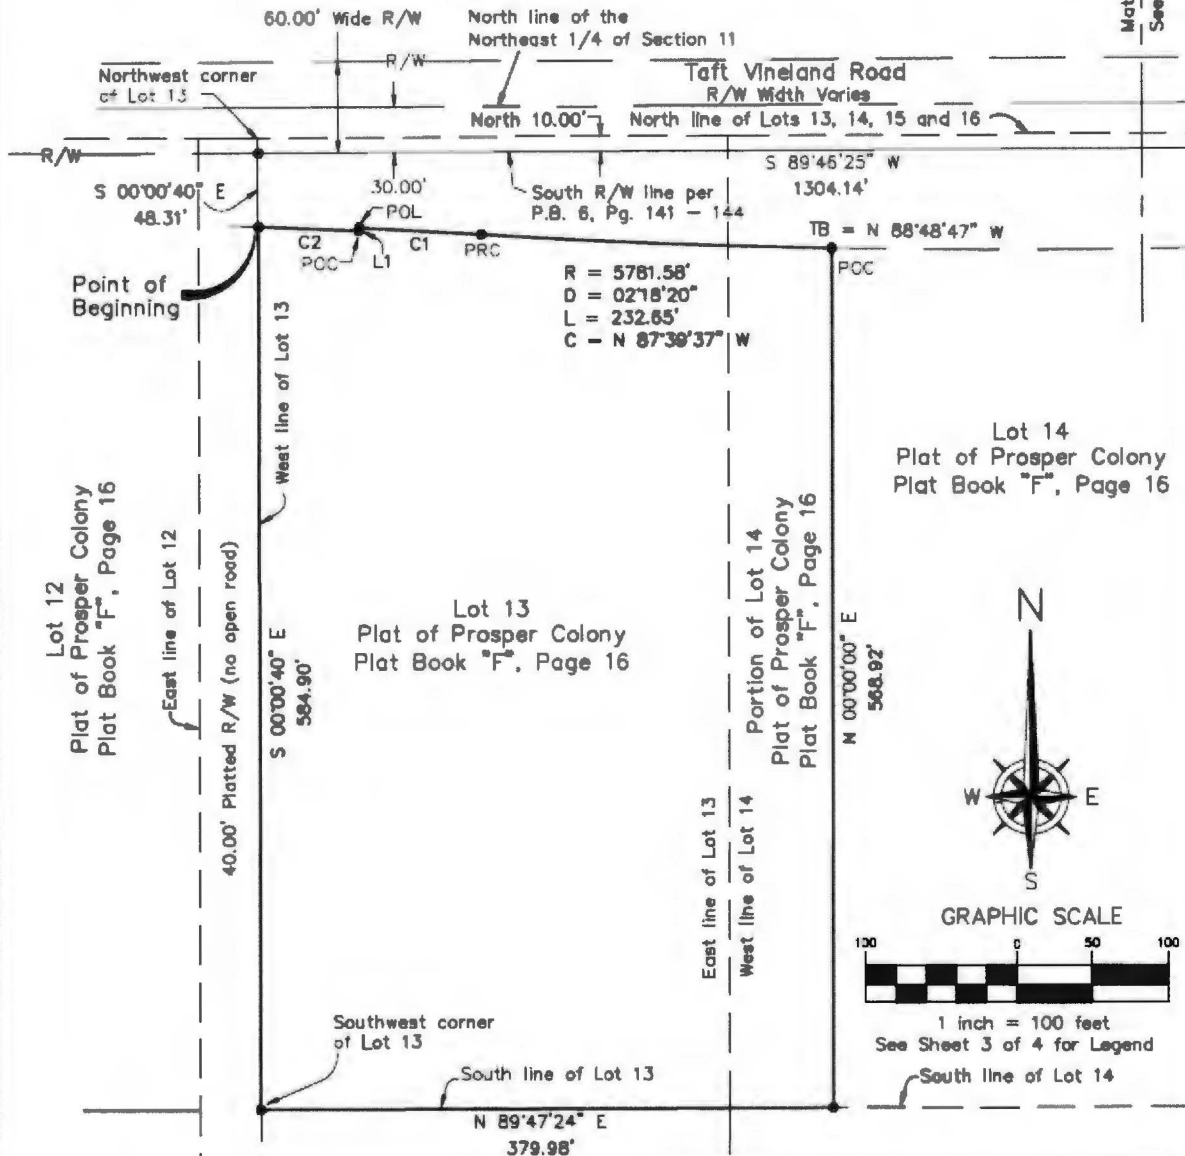 60.00' Wide R/W
North line of the
Northeast 1/4 of Section 11
Mat
See
R/W
Northwest corner
of Lot 13
Taft Vineland Road
R/W Width Varies
North 10.00'
North line of Lots 13, 14, 15 and 16
R/W
S 89°46'25" W
1304.14'
S 00°00'40" E
48.31'
30.00'
South R/W line per
P.B. 6, Pg. 141 - 144
POL
C2
C1
POC
L1
PRC
TB = N 88°48'47" W
POC
Point of
Beginning
R = 5781.58'
D = 02°18'20"
L = 232.65'
C - N 87°39'37" W
West line of Lot 13
Lot 14
Plat of Prosper Colony
Plat Book "F", Page 16
Lot 12
Plat of Prosper Colony
Plat Book "F", Page 16
East line of Lot 12
40.00' Platted R/W (no open road)
S 00°00'40" E
584.90'
Lot 13
Plat of Prosper Colony
Plat Book "F", Page 16
Portion of Lot 14
Plat of Prosper Colony
Plat Book "F", Page 16
N 00°00'00" E
568.92'
N
W
E
S
East line of Lot 13
West line of Lot 14
GRAPHIC SCALE
100 0 50 100
1 inch = 100 feet
See Sheet 3 of 4 for Legend
Southwest corner
of Lot 13
South line of Lot 13
South line of Lot 14
N 89°47'24" E
379.98'